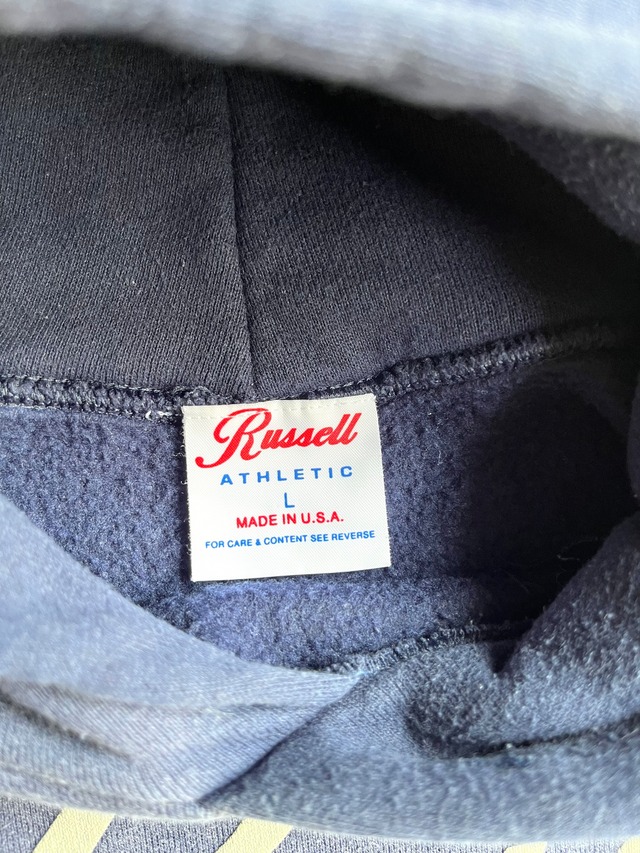 Russell
ATHLETIC
L
MADE IN U.S.A.
FOR CARE & CONTENT SEE REVERSE